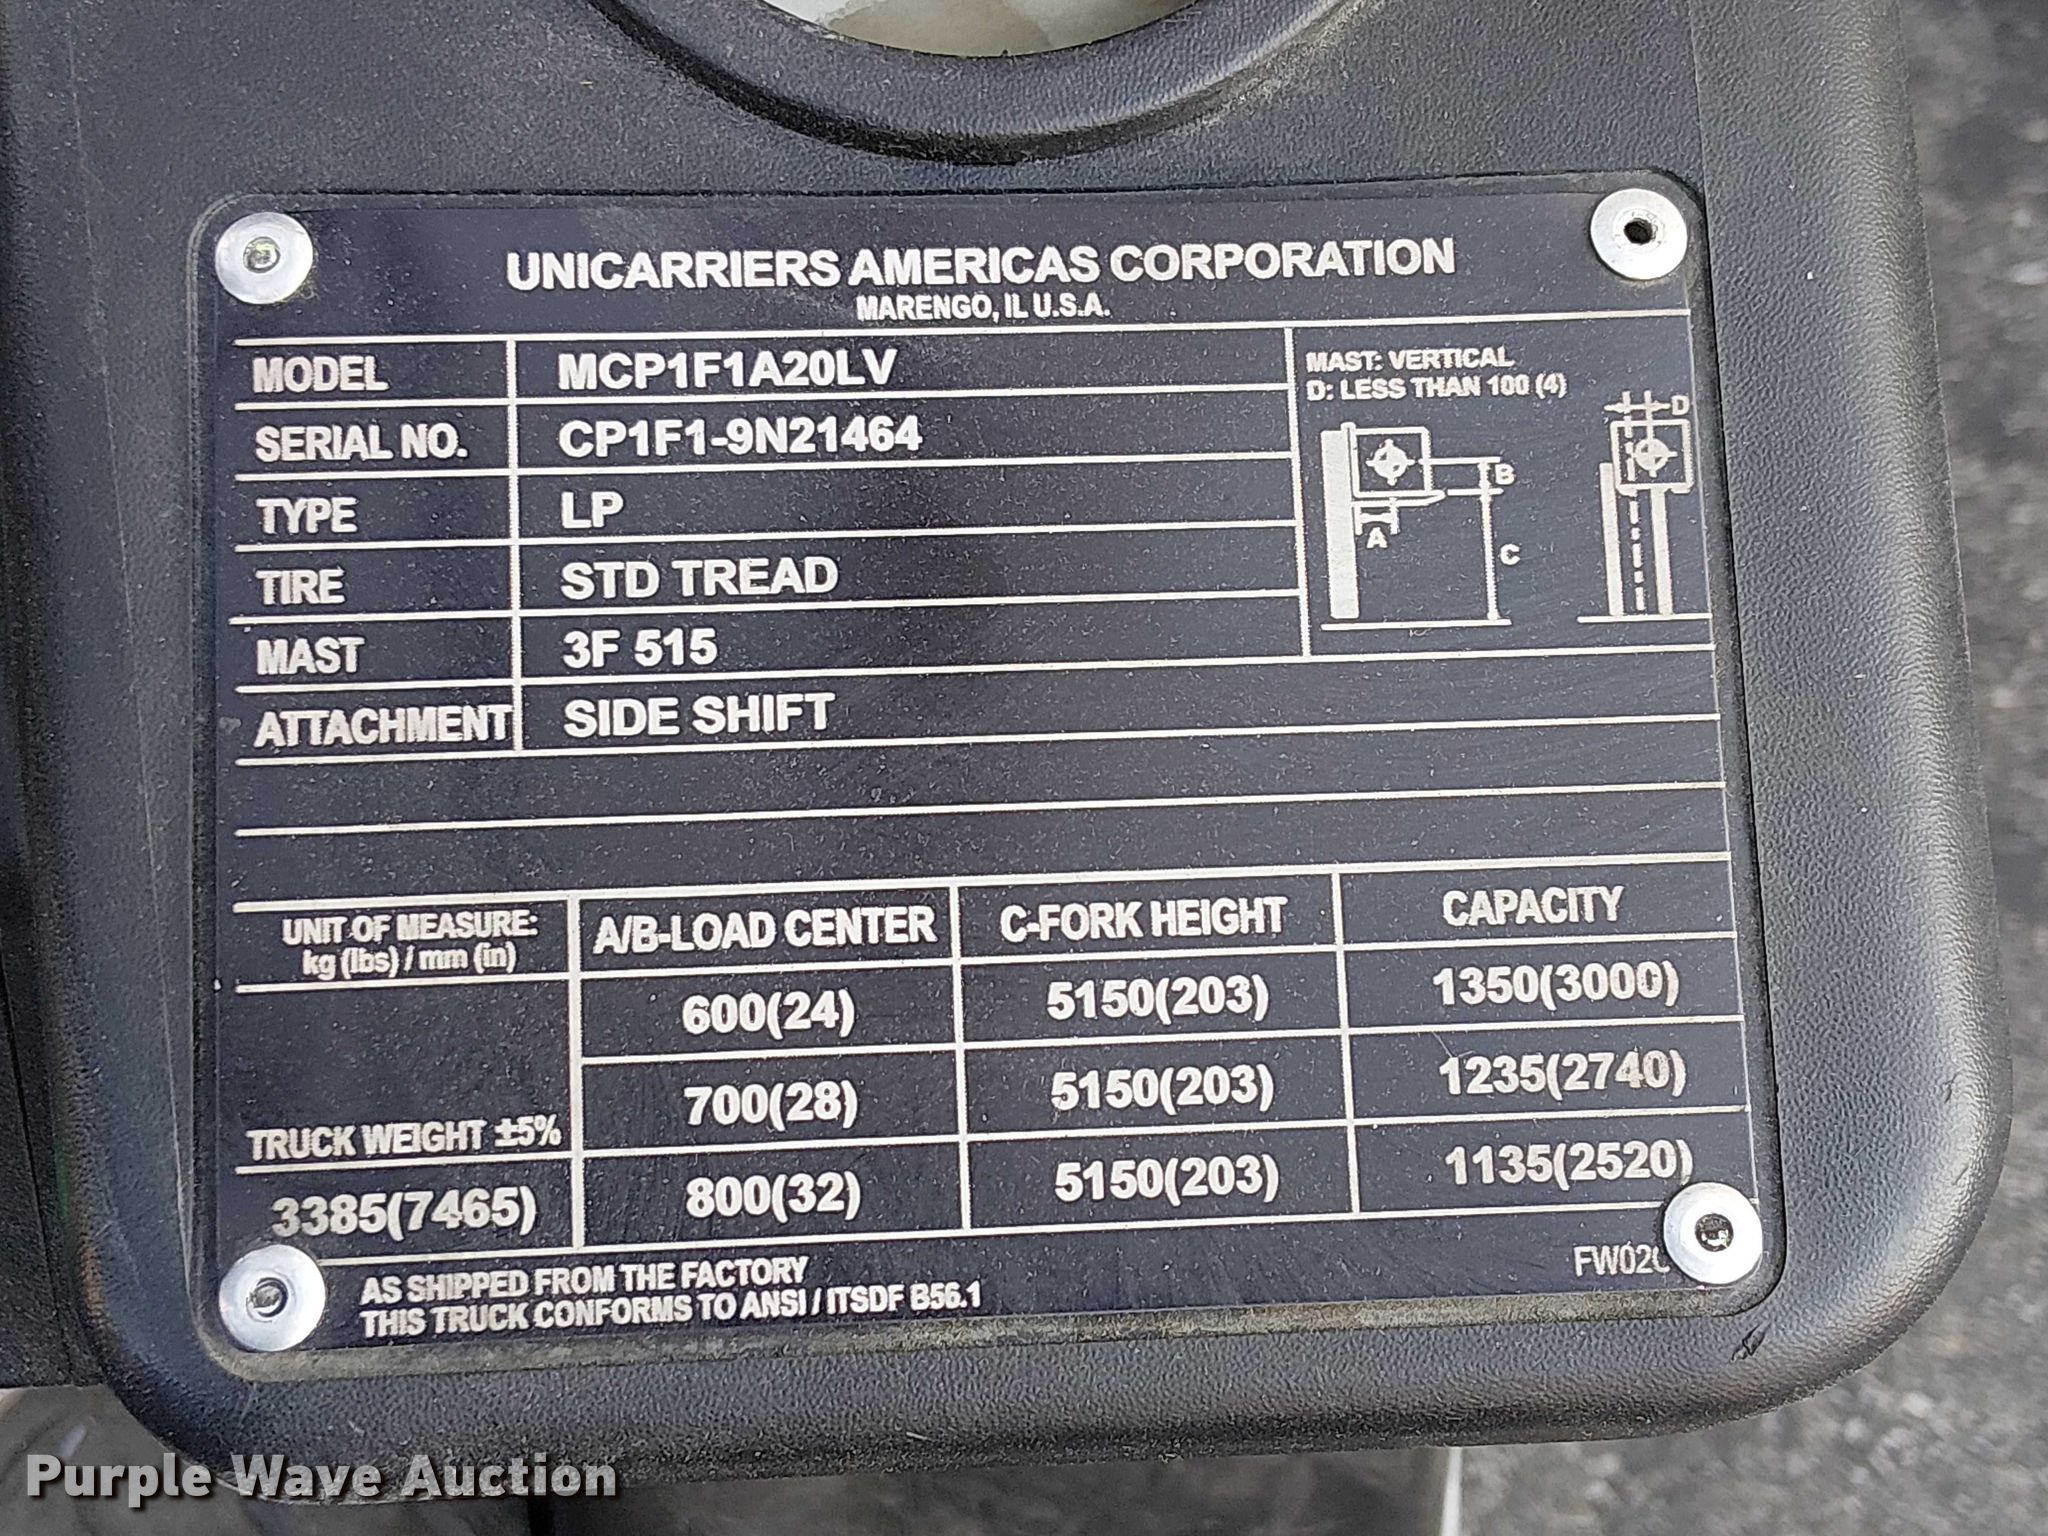 UNICARRIERS AMERICAS CORPORATION
MARENGO, IL U.S.A.
MODEL MCP1F1A20LV
SERIAL NO. CP1F1-9N21464
TYPE LP
TIRE STD TREAD
MAST 3F 515
ATTACHMENT SIDE SHIFT
MAST: VERTICAL
D: LESS THAN 100 (4)
D
B
A
C
UNIT OF MEASURE:
kg (lbs) / mm (in)
A/B-LOAD CENTER C-FORK HEIGHT CAPACITY
600(24) 5150(203) 1350(3000)
700(28) 5150(203) 1235(2740)
800(32) 5150(203) 1135(2520)
TRUCK WEIGHT ±5%
3385(7465)
AS SHIPPED FROM THE FACTORY
THIS TRUCK CONFORMS TO ANSI / ITSDF B56.1
Purple Wave Auction